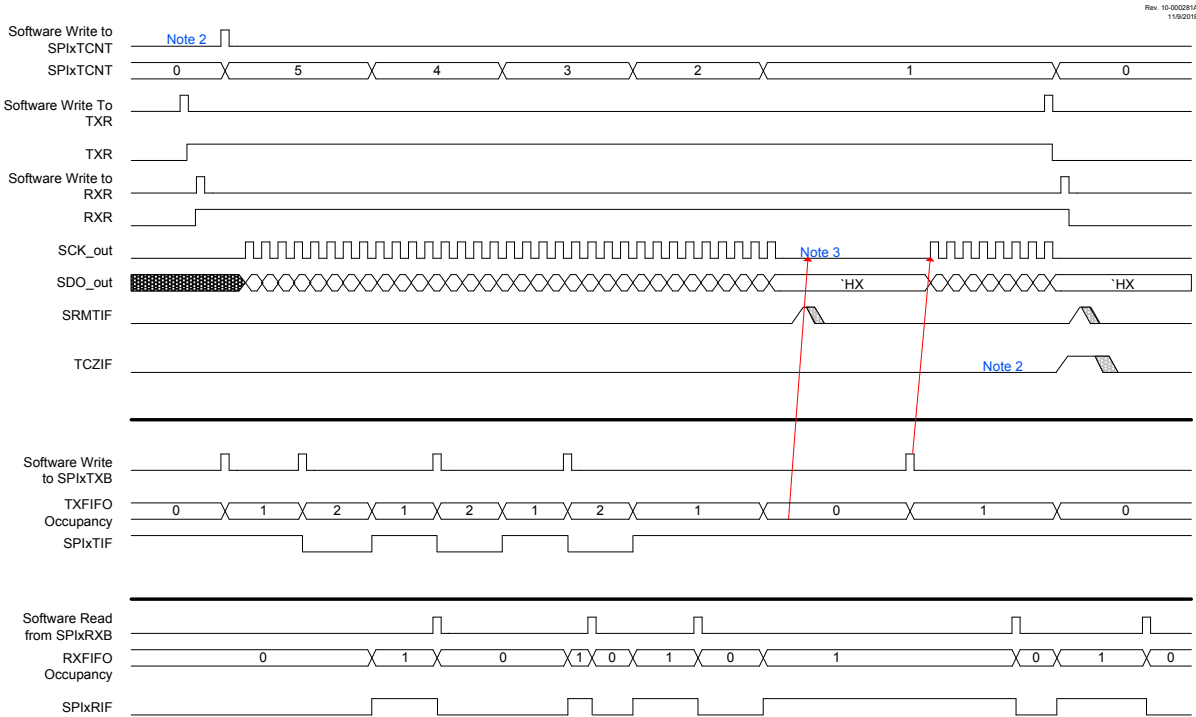 Rev. 10-000281A
11/9/2018
Software Write to
SPIxTCNT
Note 2
SPIxTCNT
0 5 4 3 2 1 0
Software Write To
TXR
TXR
Software Write to
RXR
RXR
SCK_out
Note 3
SDO_out
`HX `HX
SRMTIF
TCZIF
Note 2
Software Write
to SPIxTXB
TXFIFO
Occupancy
0 1 2 1 2 1 2 1 0 1 0
SPIxTIF
Software Read
from SPIxRXB
RXFIFO
Occupancy
0 1 0 1 0 1 0 1 0 1 0
SPIxRIF